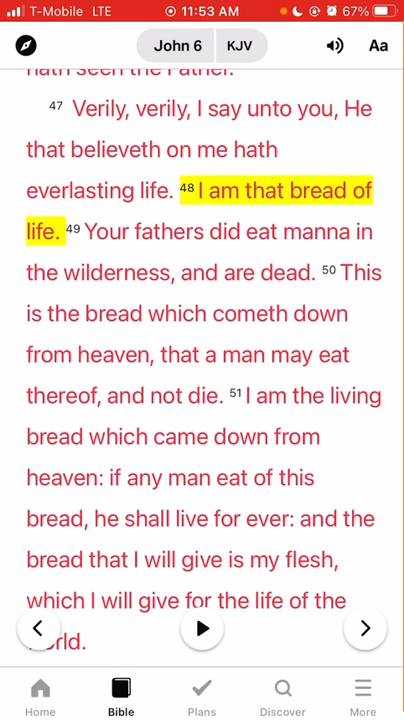 T-Mobile LTE 11:53 AM 67%
John 6 KJV Aa
hath seen the Father.
47 Verily, verily, I say unto you, He
that believeth on me hath
everlasting life. 48 I am that bread of
life. 49 Your fathers did eat manna in
the wilderness, and are dead. 50 This
is the bread which cometh down
from heaven, that a man may eat
thereof, and not die. 51 I am the living
bread which came down from
heaven: if any man eat of this
bread, he shall live for ever: and the
bread that I will give is my flesh,
which I will give for the life of the
world.
Home Bible Plans Discover More